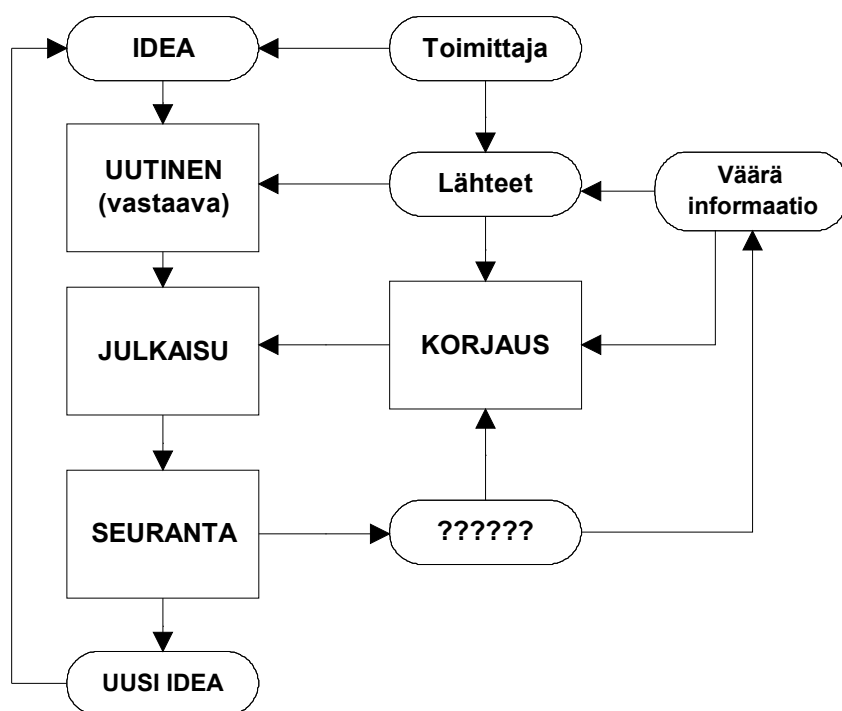 IDEA
Toimittaja
UUTINEN
(vastaava)
Lähteet
Väärä
informaatio
JULKAISU
KORJAUS
SEURANTA
??????
UUSI IDEA